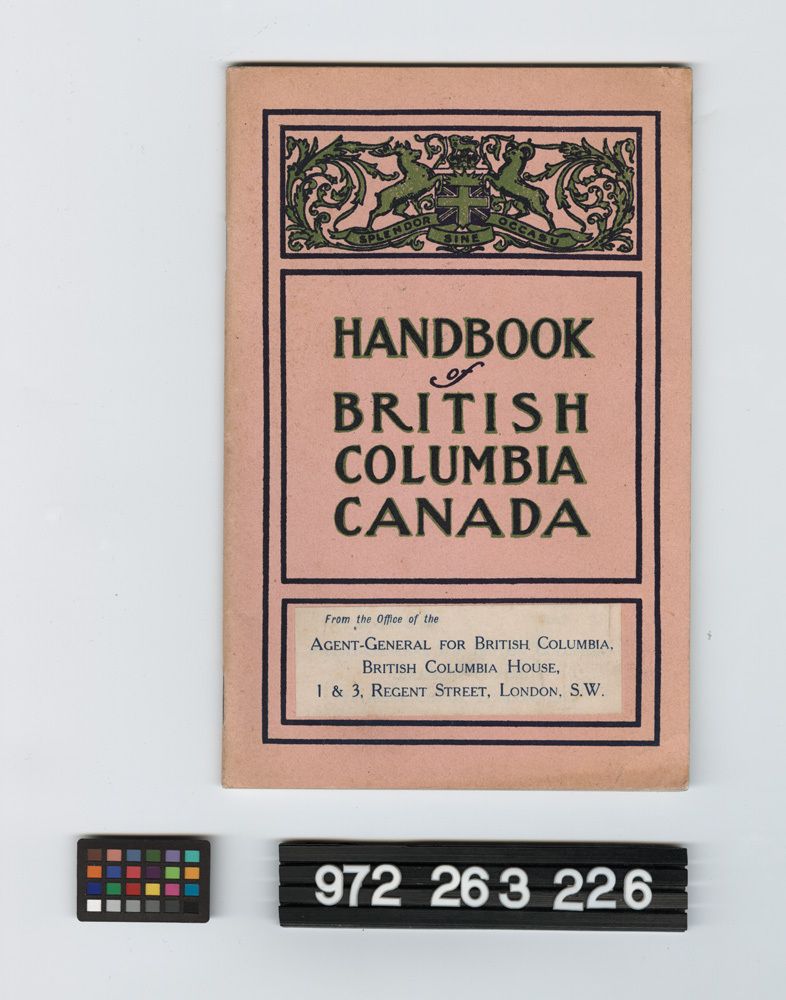 SPLENDOR SINE OCCASU
HANDBOOK
of
BRITISH
COLUMBIA
CANADA
From the Office of the
AGENT-GENERAL FOR BRITISH COLUMBIA,
BRITISH COLUMBIA HOUSE,
1 & 3, REGENT STREET, LONDON, S.W.
972 263 226